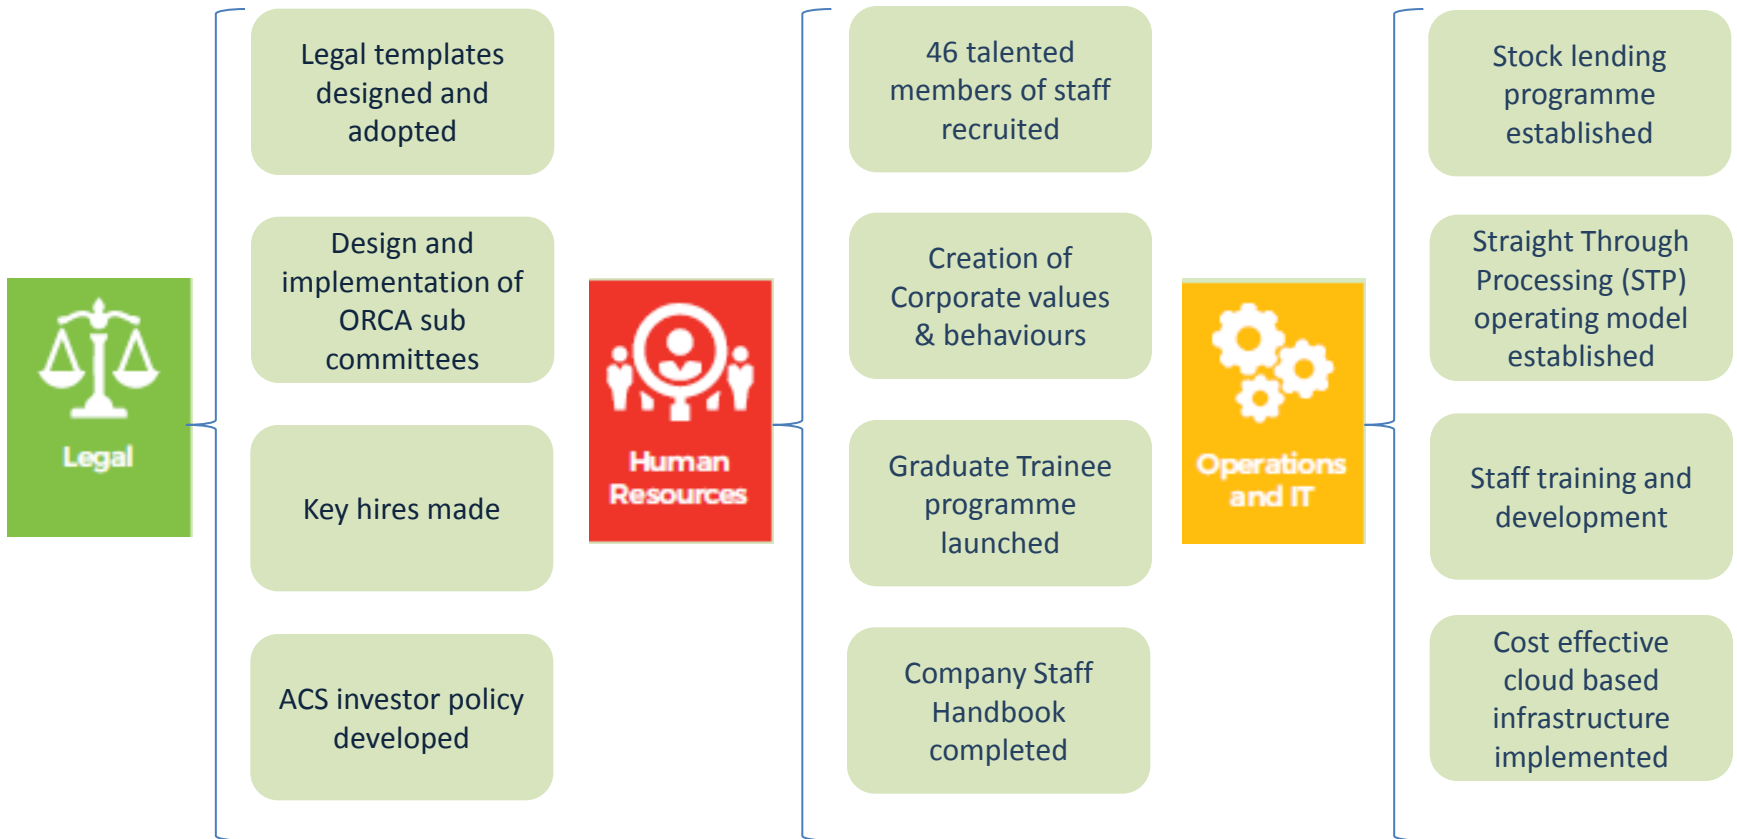 Legal
Legal templates
designed and
adopted
Design and
implementation of
ORCA sub
committees
Key hires made
ACS investor policy
developed
Human
Resources
46 talented
members of staff
recruited
Creation of
Corporate values
& behaviours
Graduate Trainee
programme
launched
Company Staff
Handbook
completed
Operations
and IT
Stock lending
programme
established
Straight Through
Processing (STP)
operating model
established
Staff training and
development
Cost effective
cloud based
infrastructure
implemented